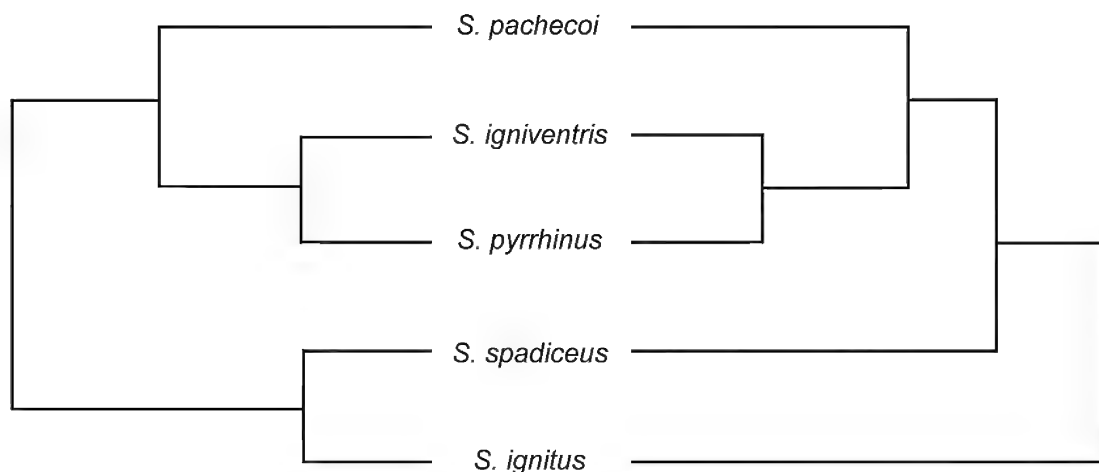 S. pachecoi
S. igniventris
S. pyrrhinus
S. spadiceus
S. ignitus